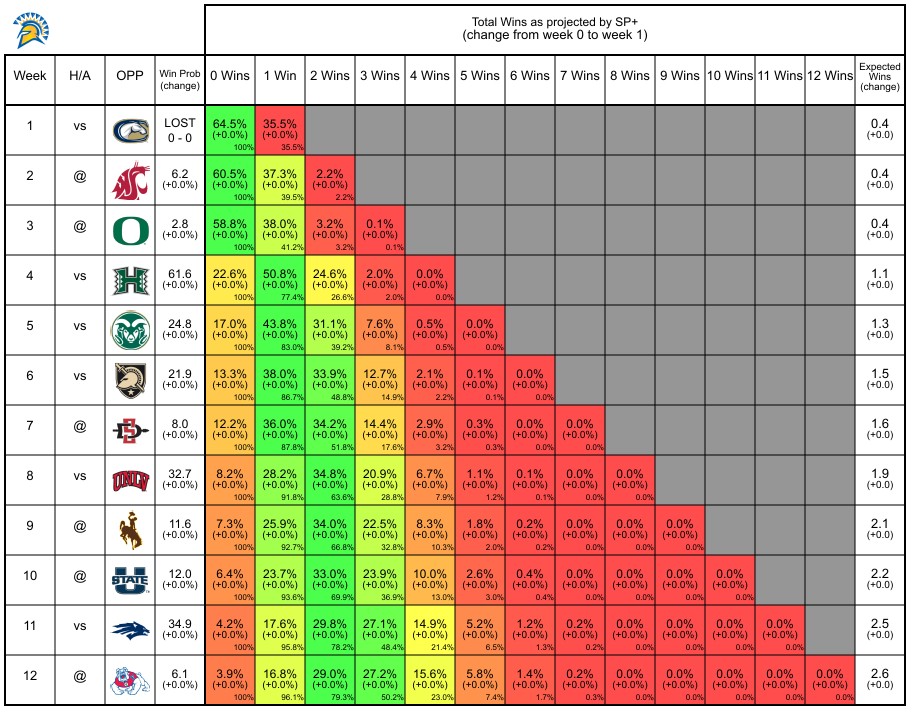 Total Wins as projected by SP+
(change from week 0 to week 1)
Week H/A OPP Win Prob (change) 0 Wins 1 Win 2 Wins 3 Wins 4 Wins 5 Wins 6 Wins 7 Wins 8 Wins 9 Wins 10 Wins 11 Wins 12 Wins Expected Wins (change)
1 vs C LOST 64.5% 35.5% 0.4
0 - 0 (+0.0%) (+0.0%) (+0.0)
100% 35.5%
2 @ 6.2 60.5% 37.3% 2.2% 0.4
(+0.0%) (+0.0%) (+0.0%) (+0.0%) (+0.0)
100% 39.5% 2.2%
3 @ O 2.8 58.8% 38.0% 3.2% 0.1% 0.4
(+0.0%) (+0.0%) (+0.0%) (+0.0%) (+0.0%) (+0.0)
100% 41.2% 3.2% 0.1%
4 vs H 61.6 22.6% 50.8% 24.6% 2.0% 0.0% 1.1
(+0.0%) (+0.0%) (+0.0%) (+0.0%) (+0.0%) (+0.0%) (+0.0)
100% 77.4% 26.6% 2.0% 0.0%
5 vs 24.8 17.0% 43.8% 31.1% 7.6% 0.5% 0.0% 1.3
(+0.0%) (+0.0%) (+0.0%) (+0.0%) (+0.0%) (+0.0%) (+0.0%) (+0.0)
100% 83.0% 39.2% 8.1% 0.5% 0.0%
6 vs 21.9 13.3% 38.0% 33.9% 12.7% 2.1% 0.1% 0.0% 1.5
(+0.0%) (+0.0%) (+0.0%) (+0.0%) (+0.0%) (+0.0%) (+0.0%) (+0.0%) (+0.0)
100% 86.7% 48.8% 14.9% 2.2% 0.1% 0.0%
7 @ SD 8.0 12.2% 36.0% 34.2% 14.4% 2.9% 0.3% 0.0% 0.0% 1.6
(+0.0%) (+0.0%) (+0.0%) (+0.0%) (+0.0%) (+0.0%) (+0.0%) (+0.0%) (+0.0%) (+0.0)
100% 87.8% 51.8% 17.6% 3.2% 0.3% 0.0% 0.0%
8 vs UNLV 32.7 8.2% 28.2% 34.8% 20.9% 6.7% 1.1% 0.1% 0.0% 0.0% 1.9
(+0.0%) (+0.0%) (+0.0%) (+0.0%) (+0.0%) (+0.0%) (+0.0%) (+0.0%) (+0.0%) (+0.0%) (+0.0)
100% 91.8% 63.6% 28.8% 7.9% 1.2% 0.1% 0.0% 0.0%
9 @ 11.6 7.3% 25.9% 34.0% 22.5% 8.3% 1.8% 0.2% 0.0% 0.0% 0.0% 2.1
(+0.0%) (+0.0%) (+0.0%) (+0.0%) (+0.0%) (+0.0%) (+0.0%) (+0.0%) (+0.0%) (+0.0%) (+0.0%) (+0.0)
100% 92.7% 66.8% 32.8% 10.3% 2.0% 0.2% 0.0% 0.0% 0.0%
10 @ U STATE 12.0 6.4% 23.7% 33.0% 23.9% 10.0% 2.6% 0.4% 0.0% 0.0% 0.0% 0.0% 2.2
(+0.0%) (+0.0%) (+0.0%) (+0.0%) (+0.0%) (+0.0%) (+0.0%) (+0.0%) (+0.0%) (+0.0%) (+0.0%) (+0.0%) (+0.0)
100% 93.6% 69.9% 36.9% 13.0% 3.0% 0.4% 0.0% 0.0% 0.0% 0.0%
11 vs 34.9 4.2% 17.6% 29.8% 27.1% 14.9% 5.2% 1.2% 0.2% 0.0% 0.0% 0.0% 0.0% 2.5
(+0.0%) (+0.0%) (+0.0%) (+0.0%) (+0.0%) (+0.0%) (+0.0%) (+0.0%) (+0.0%) (+0.0%) (+0.0%) (+0.0%) (+0.0%) (+0.0)
100% 95.8% 78.2% 48.4% 21.4% 6.5% 1.3% 0.2% 0.0% 0.0% 0.0% 0.0%
12 @ 6.1 3.9% 16.8% 29.0% 27.2% 15.6% 5.8% 1.4% 0.2% 0.0% 0.0% 0.0% 0.0% 0.0% 2.6
(+0.0%) (+0.0%) (+0.0%) (+0.0%) (+0.0%) (+0.0%) (+0.0%) (+0.0%) (+0.0%) (+0.0%) (+0.0%) (+0.0%) (+0.0%) (+0.0%) (+0.0)
100% 96.1% 79.3% 50.2% 23.0% 7.4% 1.7% 0.3% 0.0% 0.0% 0.0% 0.0% 0.0%